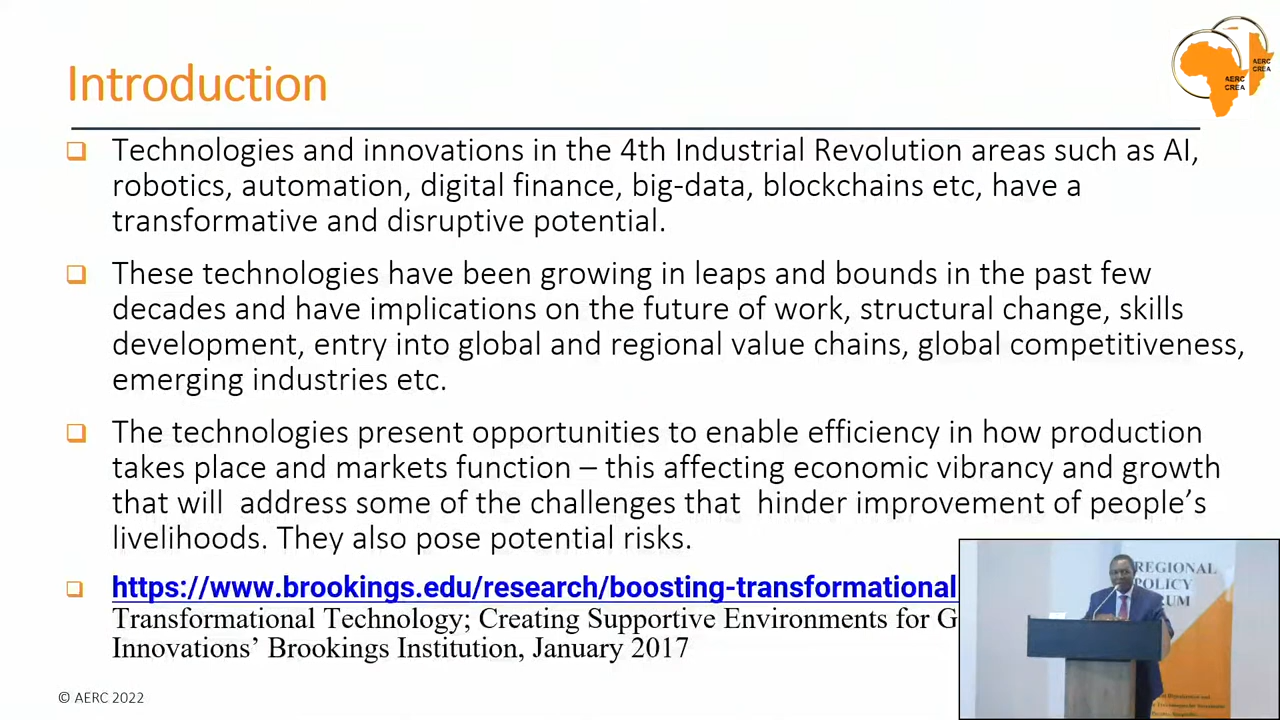 Introduction
AERC
CREA
AERC
CREA
Technologies and innovations in the 4th Industrial Revolution areas such as AI,
robotics, automation, digital finance, big-data, blockchains etc, have a
transformative and disruptive potential.
These technologies have been growing in leaps and bounds in the past few
decades and have implications on the future of work, structural change, skills
development, entry into global and regional value chains, global competitiveness,
emerging industries etc.
The technologies present opportunities to enable efficiency in how production
takes place and markets function – this affecting economic vibrancy and growth
that will  address some of the challenges that  hinder improvement of people’s
livelihoods. They also pose potential risks.
https://www.brookings.edu/research/boosting-transformational
Transformational Technology; Creating Supportive Environments for G
Innovations’ Brookings Institution, January 2017
REGIONAL
POLICY
© AERC 2022